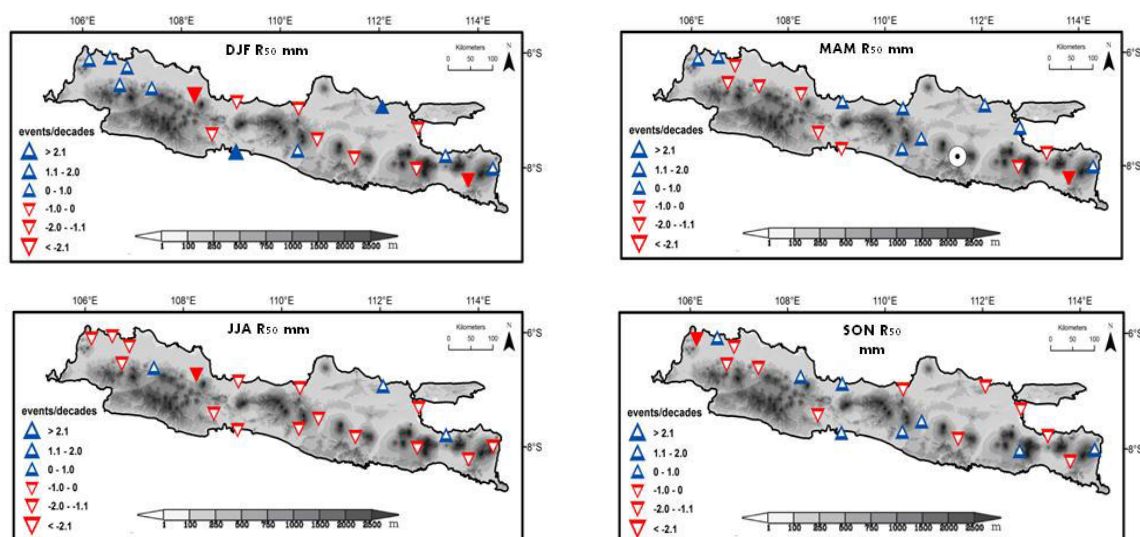 106°E 108°E 110°E 112°E 114°E
DJF R50 mm
Kilometers
0 50 100
N
6°S
8°S
events/decades
> 2.1
1.1 - 2.0
0 - 1.0
-1.0 - 0
-2.0 - -1.1
< -2.1
1 100 250 500 750 1000 1500 2000 2500 m
106°E 108°E 110°E 112°E 114°E
MAM R50 mm
Kilometers
0 50 100
N
6°S
8°S
events/decades
> 2.1
1.1 - 2.0
0 - 1.0
-1.0 - 0
-2.0 - -1.1
< -2.1
1 100 250 500 750 1000 1500 2000 2500 m
106°E 108°E 110°E 112°E 114°E
JJA R50 mm
Kilometers
0 50 100
N
6°S
8°S
events/decades
> 2.1
1.1 - 2.0
0 - 1.0
-1.0 - 0
-2.0 - -1.1
< -2.1
1 100 250 500 750 1000 1500 2000 2500 m
106°E 108°E 110°E 112°E 114°E
SON R50
mm
Kilometers
0 50 100
N
6°S
8°S
events/decades
> 2.1
1.1 - 2.0
0 - 1.0
-1.0 - 0
-2.0 - -1.1
< -2.1
1 100 250 500 750 1000 1500 2000 2500 m